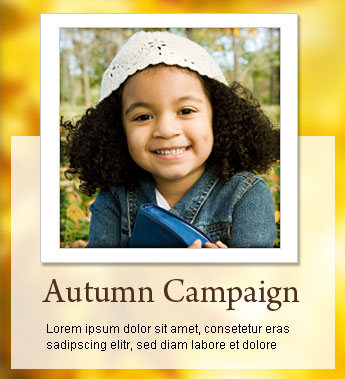 Autumn Campaign
Lorem ipsum dolor sit amet, consetetur eras
sadipscing elitr, sed diam labore et dolore